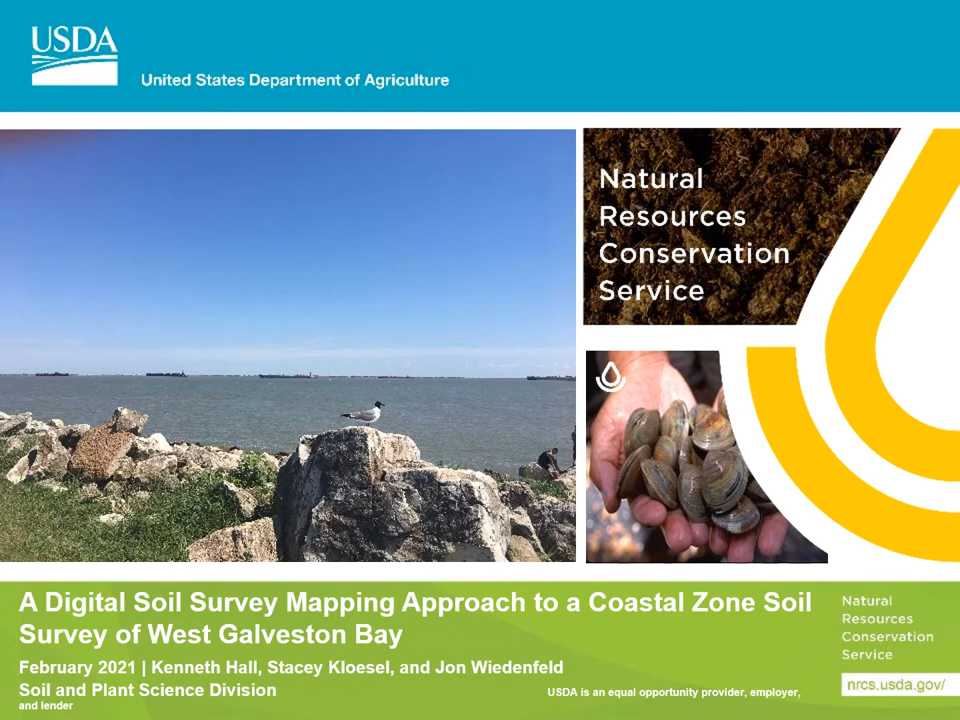 USDA
United States Department of Agriculture
Natural
Resources
Conservation
Service
A Digital Soil Survey Mapping Approach to a Coastal Zone Soil
Survey of West Galveston Bay
February 2021 | Kenneth Hall, Stacey Kloesel, and Jon Wiedenfeld
Soil and Plant Science Division
USDA is an equal opportunity provider, employer,
and lender
Natural
Resources
Conservation
Service
nrcs.usda.gov/